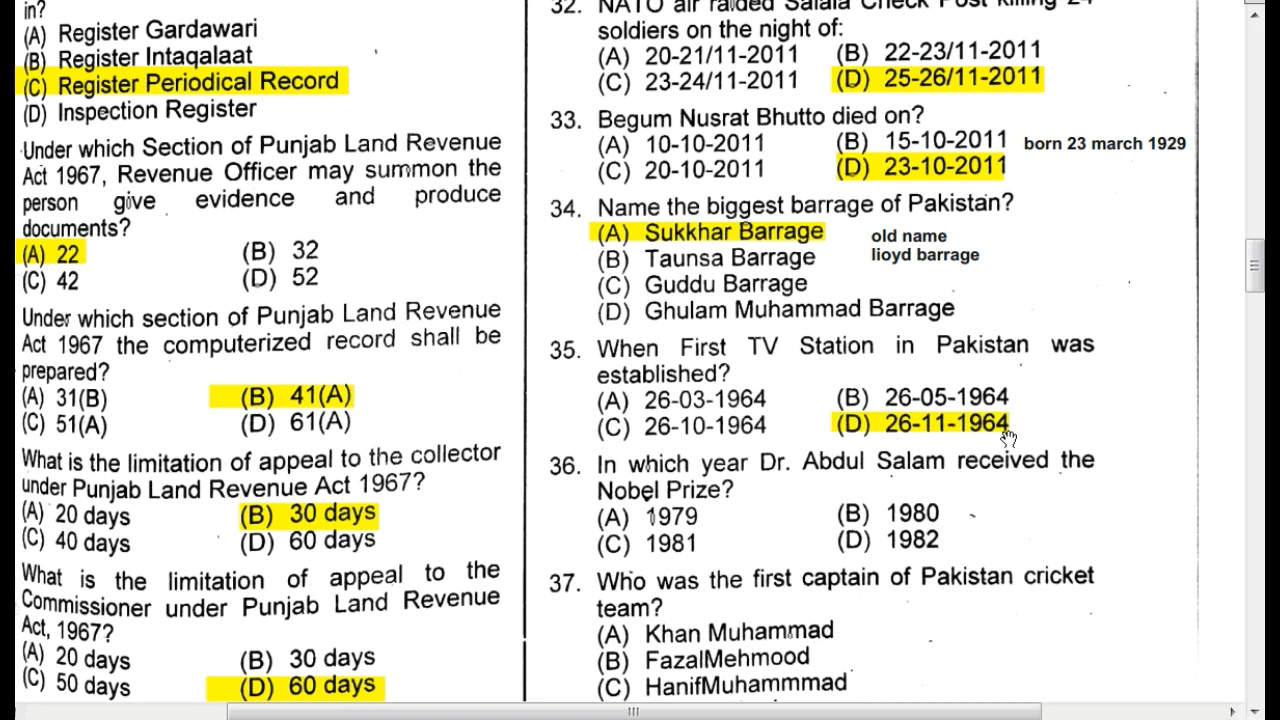 in?
(A) Register Gardawari
(B) Register Intaqalaat
(C) Register Periodical Record
(D) Inspection Register
Under which Section of Punjab Land Revenue
Act 1967, Revenue Officer may summon the
person give evidence and produce
documents?
(A) 22 (B) 32
(C) 42 (D) 52
Under which section of Punjab Land Revenue
Act 1967 the computerized record shall be
prepared?
(A) 31(B) (B) 41(A)
(C) 51(A) (D) 61(A)
What is the limitation of appeal to the collector
under Punjab Land Revenue Act 1967?
(A) 20 days (B) 30 days
(C) 40 days (D) 60 days
What is the limitation of appeal to the
Commissioner under Punjab Land Revenue
Act, 1967?
(A) 20 days (B) 30 days
(C) 50 days (D) 60 days
32. NATO air raided Salala Check Post killing 24
soldiers on the night of:
(A) 20-21/11-2011 (B) 22-23/11-2011
(C) 23-24/11-2011 (D) 25-26/11-2011
33. Begum Nusrat Bhutto died on?
(A) 10-10-2011 (B) 15-10-2011 born 23 march 1929
(C) 20-10-2011 (D) 23-10-2011
34. Name the biggest barrage of Pakistan?
(A) Sukkhar Barrage old name
(B) Taunsa Barrage lioyd barrage
(C) Guddu Barrage
(D) Ghulam Muhammad Barrage
35. When First TV Station in Pakistan was
established?
(A) 26-03-1964 (B) 26-05-1964
(C) 26-10-1964 (D) 26-11-1964
36. In which year Dr. Abdul Salam received the
Nobel Prize?
(A) 1979 (B) 1980
(C) 1981 (D) 1982
37. Who was the first captain of Pakistan cricket
team?
(A) Khan Muhammad
(B) FazalMehmood
(C) HanifMuhammmad